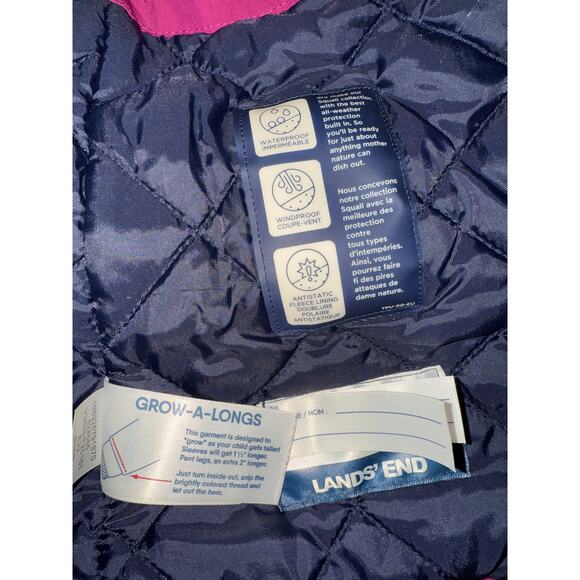 WATERPROOF
IMPERMÉABLE
WINDPROOF
COUPE-VENT
ANTISTATIC
FLEECE LINING
DOUBLURE
POLAIRE
ANTISTATIQUE
We make our
Squall collection
with the best
all-weather
protection
built in. So
you'll be ready
for just about
anything mother
nature can
dish out.
Nous concevons
notre collection
Squall avec la
meilleure des
protection
contre
tous types
d'intempéries.
Ainsi, vous
pourrez faire
fi des pires
attaques de
dame nature.
TPU-SQ-EU
GROW-A-LONGS
This garment is designed to
"grow" as your child gets taller!
Sleeves will get 1½" longer.
Pant legs, an extra 2" longer.
Just turn inside out, snip the
brightly colored thread and
let out the hem.
/ NOM :
LANDS' END